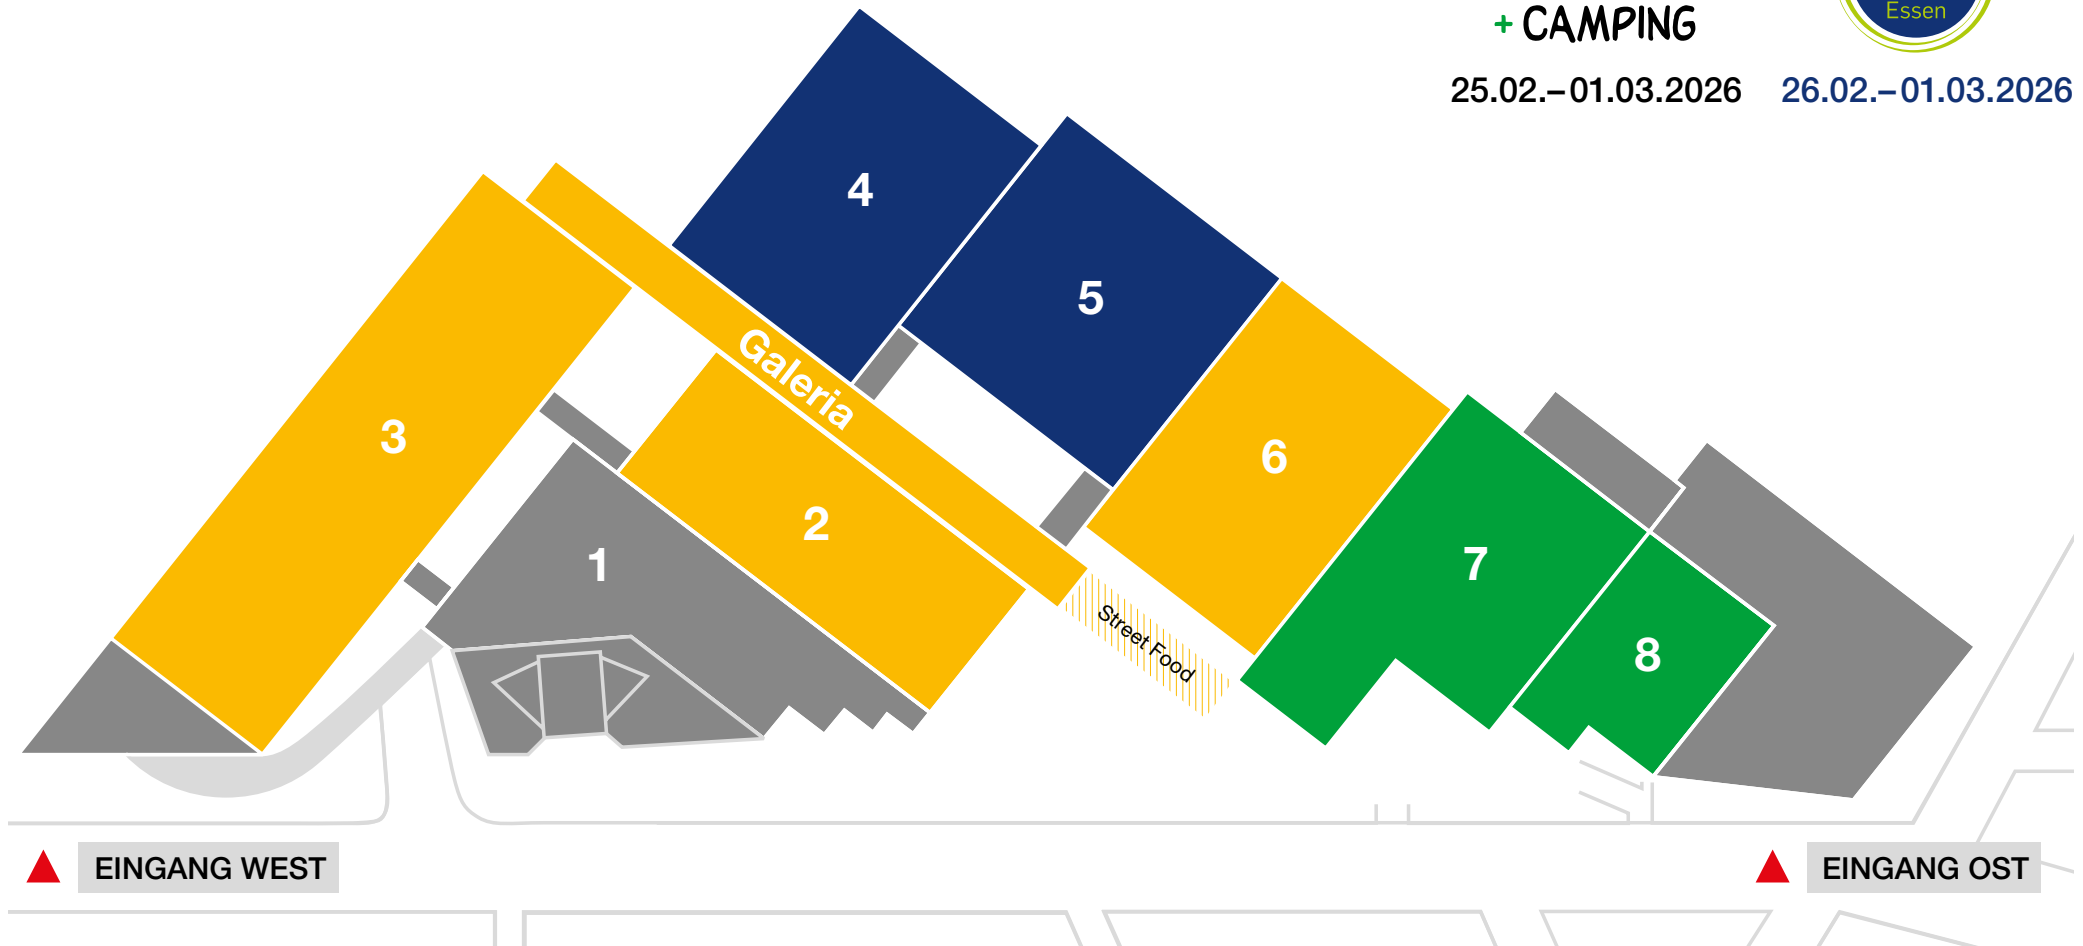 + CAMPING
Essen
25.02.–01.03.2026
26.02.–01.03.2026
4
5
Galeria
3
6
2
1
7
Street Food
8
EINGANG WEST
EINGANG OST